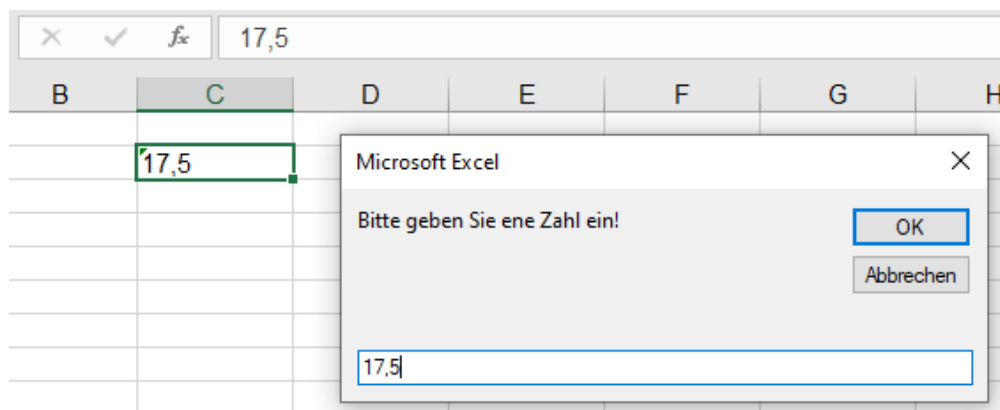 fx 17,5
B C D E F G H
17,5
Microsoft Excel
Bitte geben Sie ene Zahl ein!
OK
Abbrechen
17,5